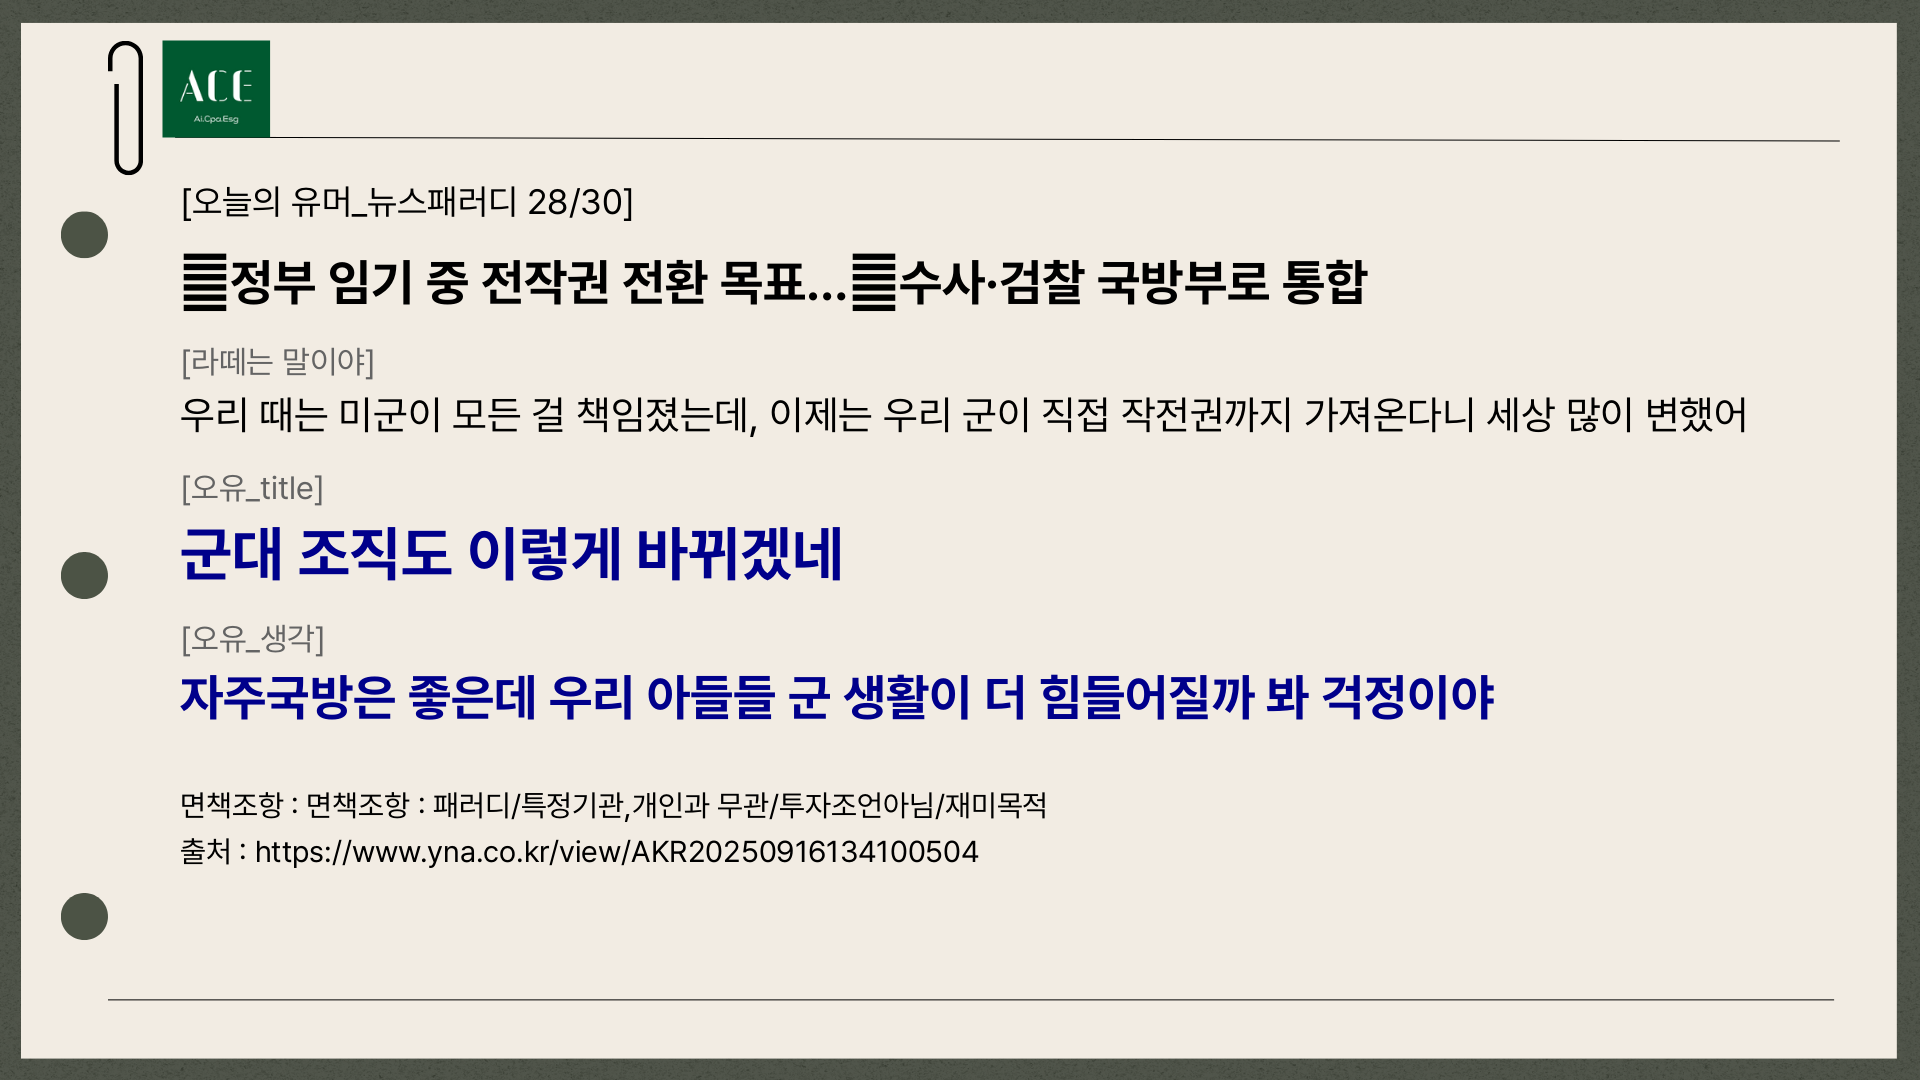 ACE
Ai.Cpa.Esg
[오늘의 유머_뉴스패러디 28/30]
정부 임기 중 전작권 전환 목표…수사·검찰 국방부로 통합
[라떼는 말이야]
우리 때는 미군이 모든 걸 책임졌는데, 이제는 우리 군이 직접 작전권까지 가져온다니 세상 많이 변했어
[오유_title]
군대 조직도 이렇게 바뀌겠네
[오유_생각]
자주국방은 좋은데 우리 아들들 군 생활이 더 힘들어질까 봐 걱정이야
면책조항 : 면책조항 : 패러디/특정기관,개인과 무관/투자조언아님/재미목적
출처 : https://www.yna.co.kr/view/AKR20250916134100504